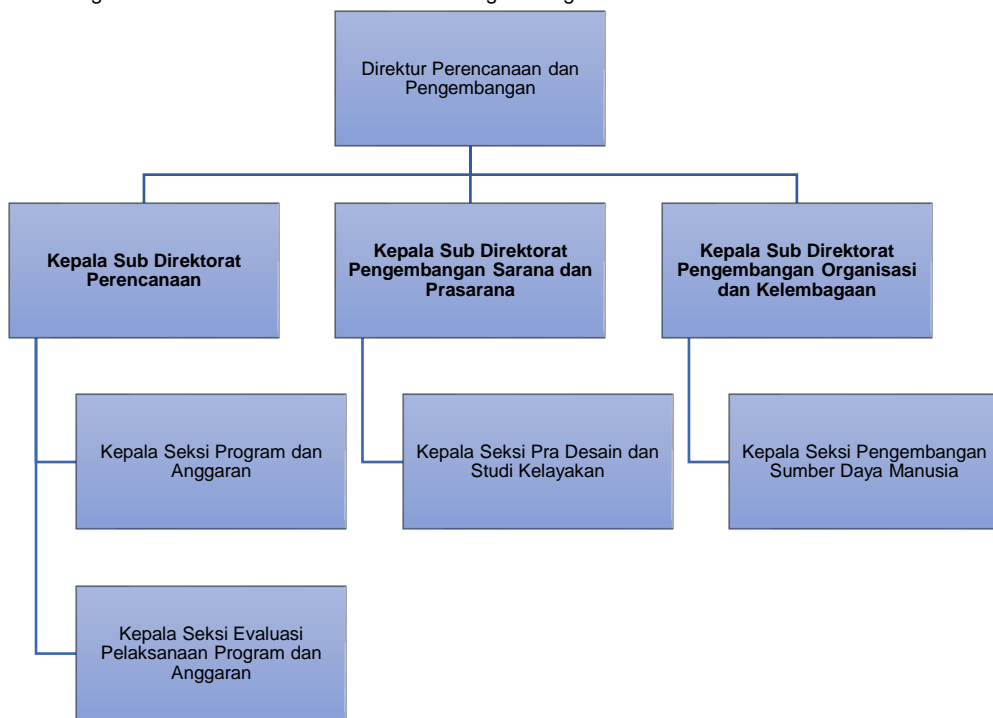 Direktur Perencanaan dan
Pengembangan
Kepala Sub Direktorat
Perencanaan
Kepala Sub Direktorat
Pengembangan Sarana dan
Prasarana
Kepala Sub Direktorat
Pengembangan Organisasi
dan Kelembagaan
Kepala Seksi Program dan
Anggaran
Kepala Seksi Pra Desain dan
Studi Kelayakan
Kepala Seksi Pengembangan
Sumber Daya Manusia
Kepala Seksi Evaluasi
Pelaksanaan Program dan
Anggaran